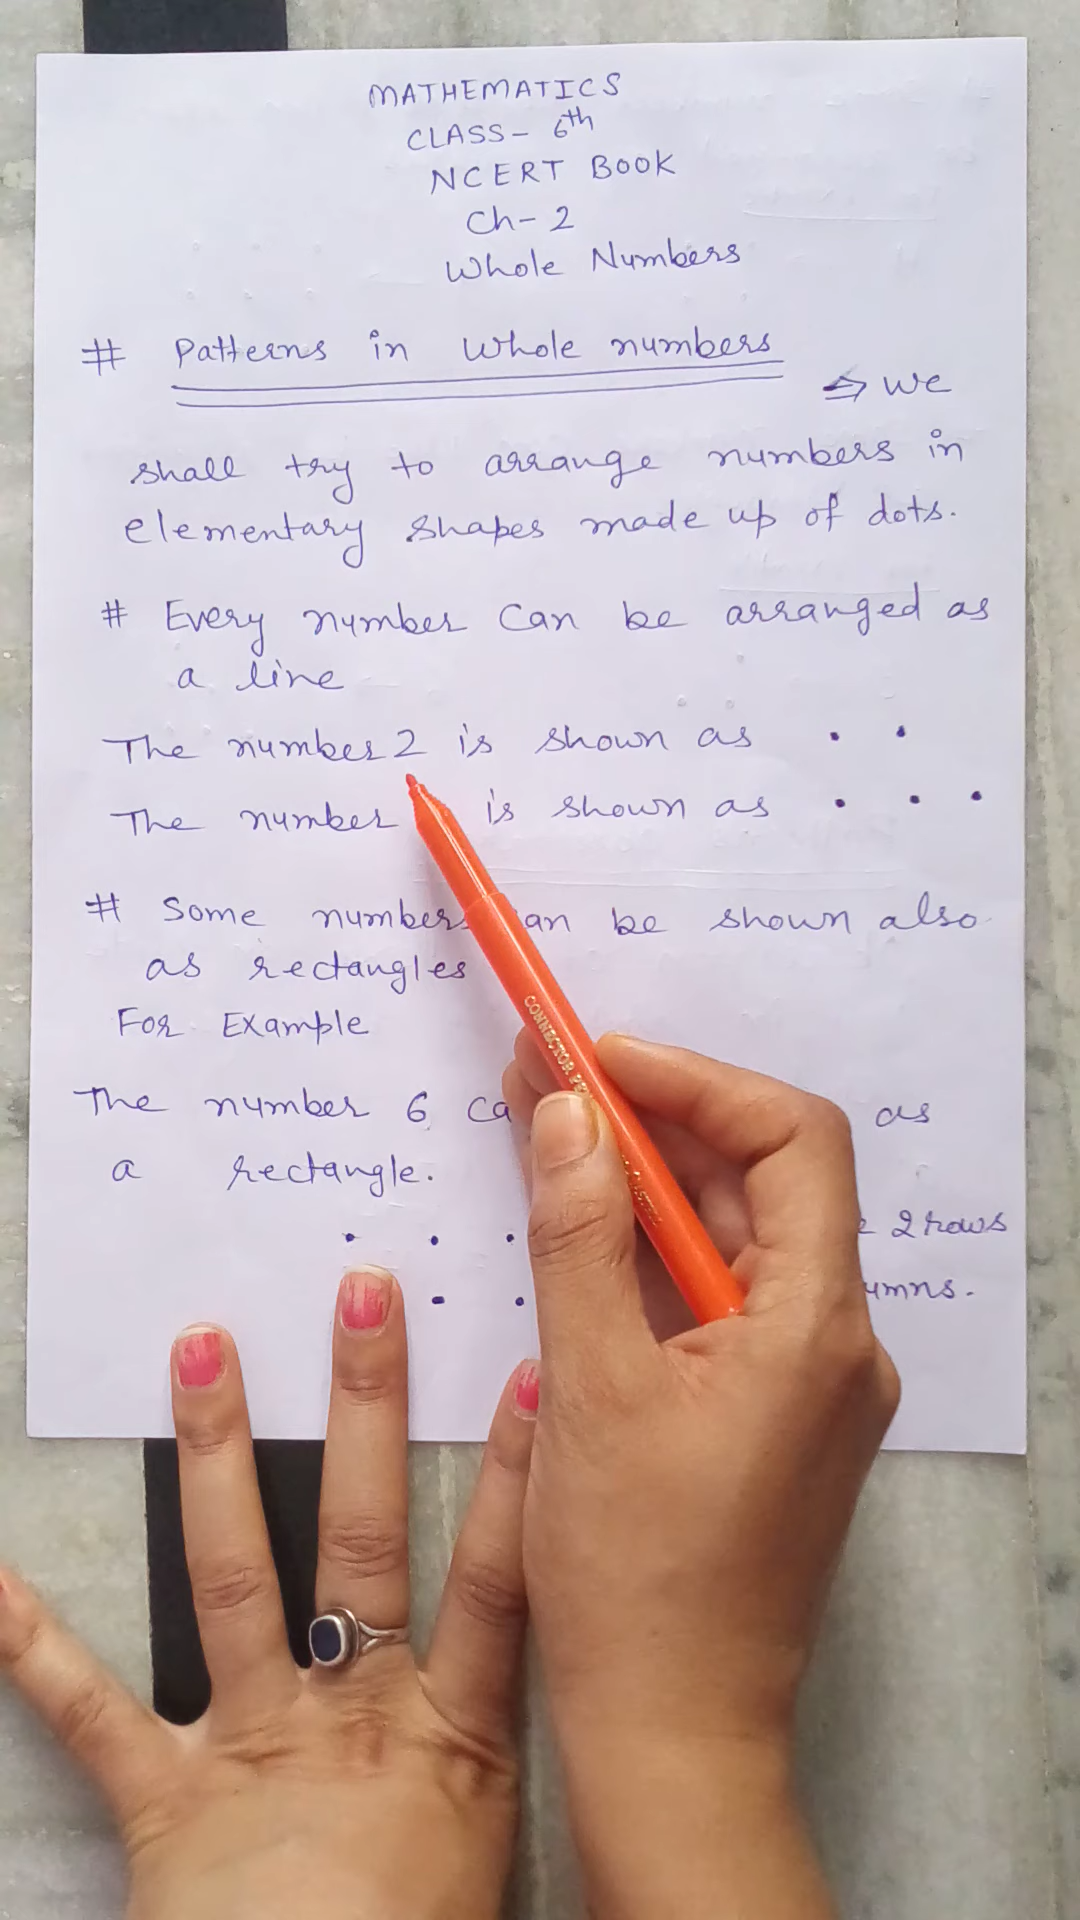 MATHEMATICS
CLASS- 6th
NCERT BOOK
Ch-2
Whole Numbers
# Patterns in Whole numbers
⇒ We
shall try to arrange numbers in
elementary shapes made up of dots.
# Every number can be arranged as
a line
The number 2 is shown as . .
The number is shown as . . .
# Some numbers can be shown also
as rectangles
For Example
The number 6 as
a rectangle.
2 rows
CONNECTOR